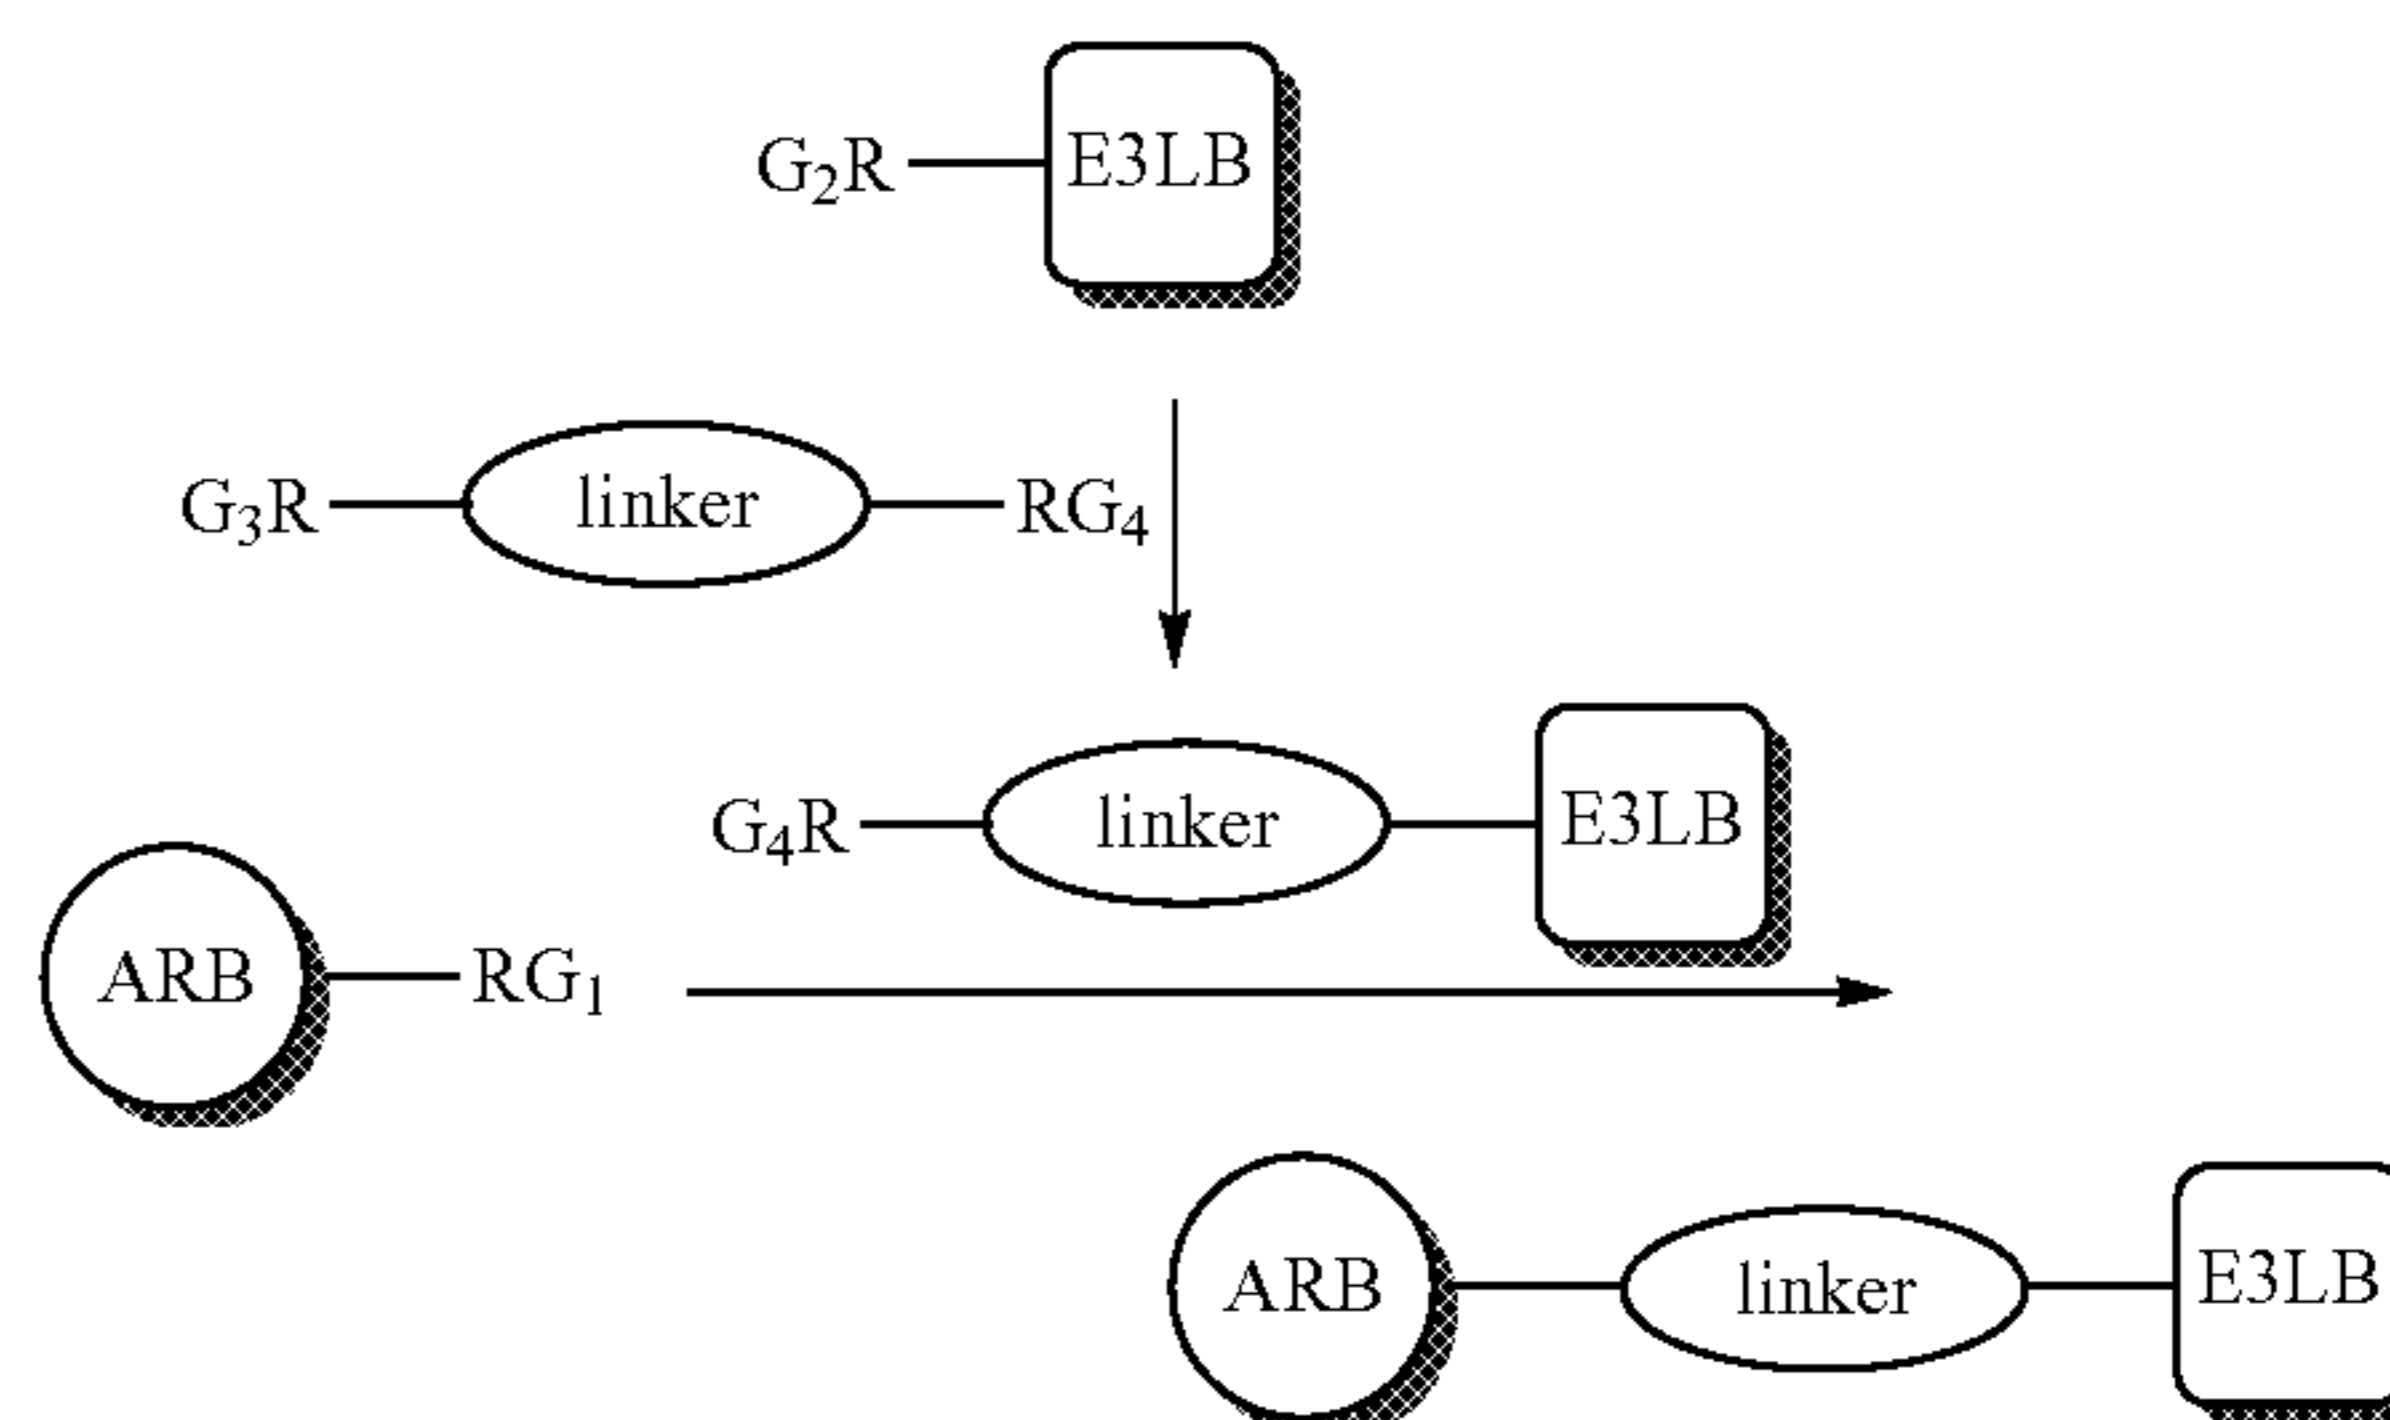 G₂R E3LB
G₃R linker RG₄
G₄R linker E3LB
ARB RG₁
ARB linker E3LB